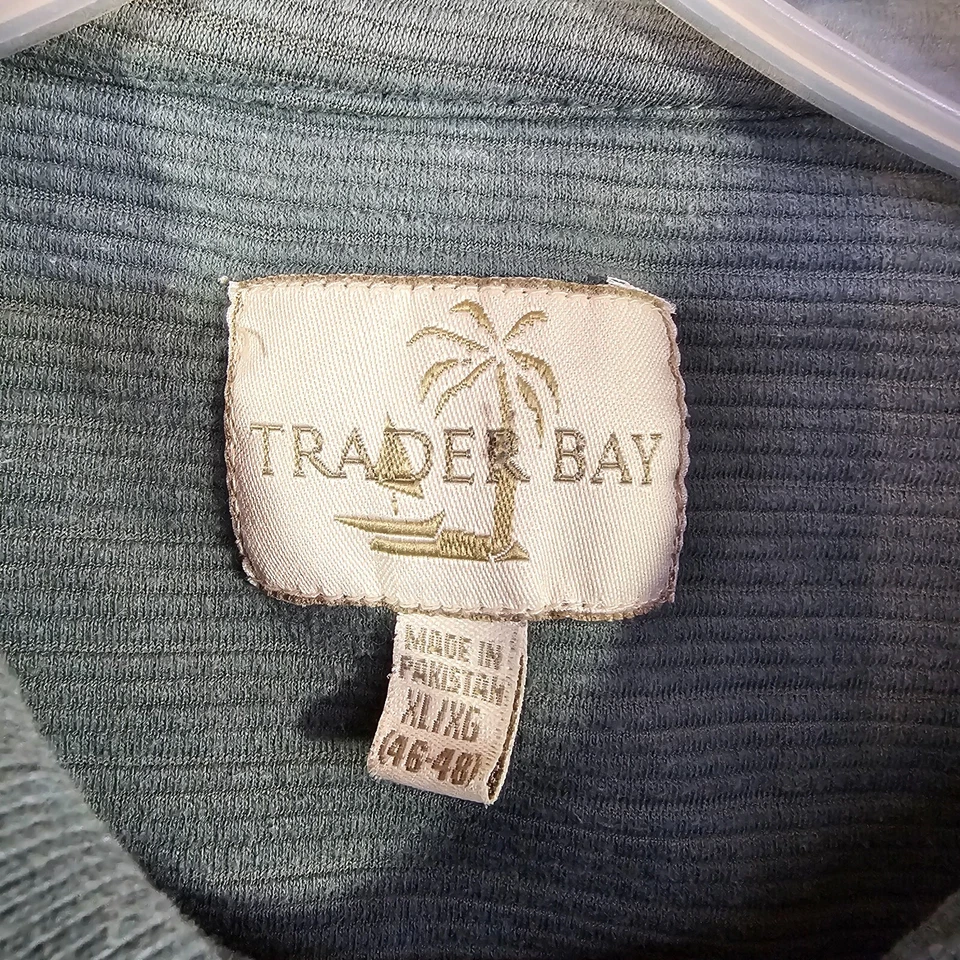 TRADER BAY
MADE IN
PAKISTAN
XL/XG
(46-48)